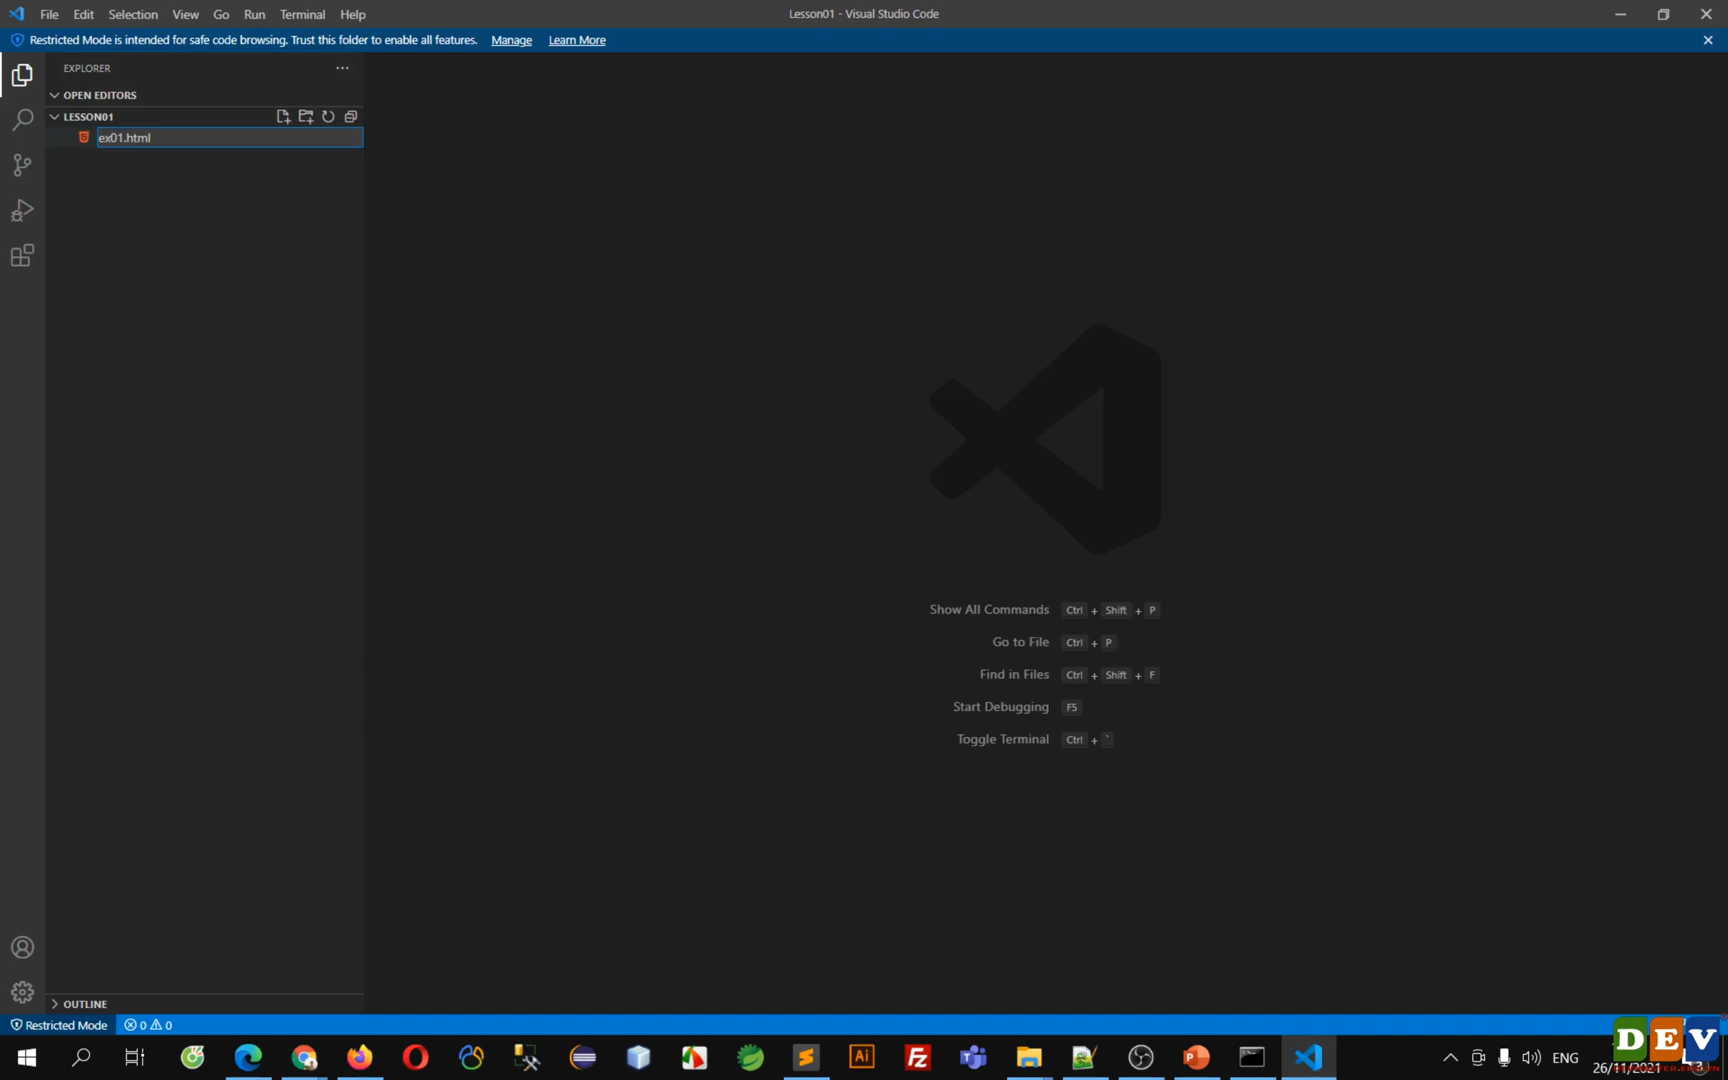 File Edit Selection View Go Run Terminal Help
Lesson01 - Visual Studio Code
Restricted Mode is intended for safe code browsing. Trust this folder to enable all features. Manage Learn More
EXPLORER
OPEN EDITORS
LESSON01
ex01.html
Show All Commands Ctrl + Shift + P
Go to File Ctrl + P
Find in Files Ctrl + Shift + F
Start Debugging F5
Toggle Terminal Ctrl + `
OUTLINE
Restricted Mode 0 0
DEV
Ai
Fz
ENG
26/11/2021